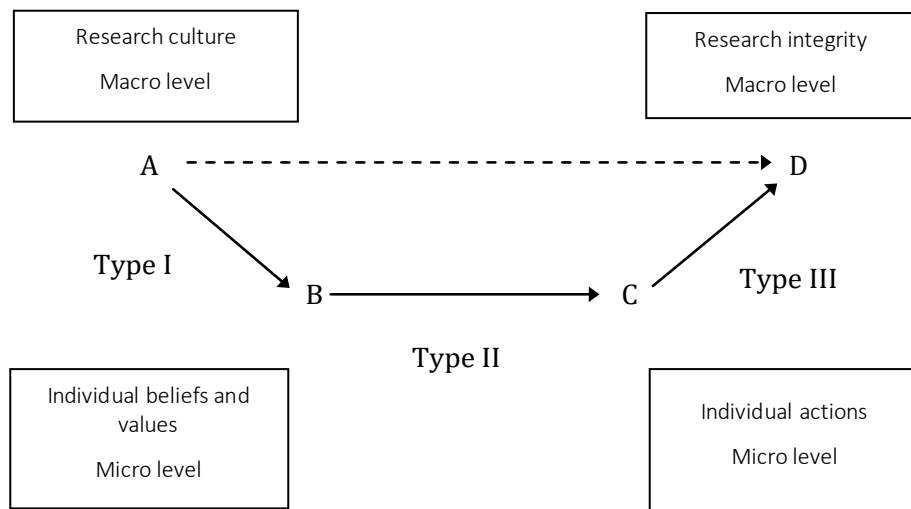 Research culture
Macro level
Research integrity
Macro level
A
D
Type I
B
C
Type III
Type II
Individual beliefs and
values
Micro level
Individual actions
Micro level